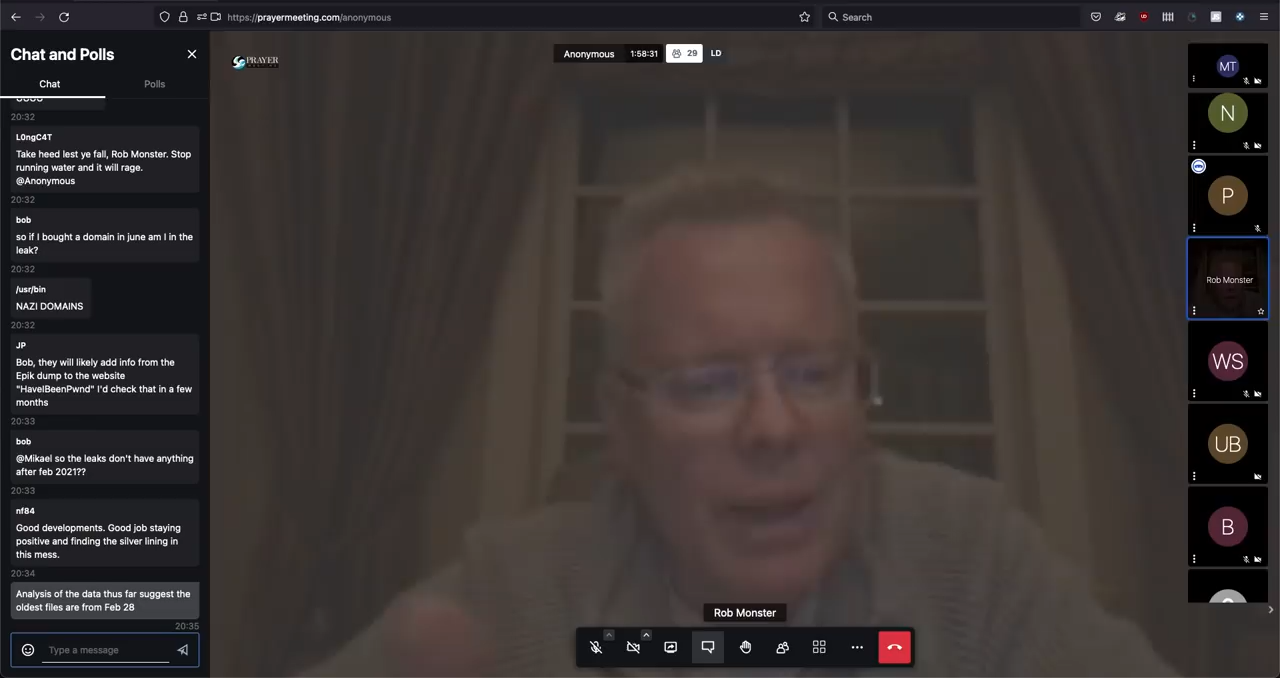 https://prayermeeting.com/anonymous
Search
Chat and Polls
Chat
Polls
20:32
L0ngC4T
Take heed lest ye fall, Rob Monster. Stop
running water and it will rage.
@Anonymous
20:32
bob
so if I bought a domain in june am I in the
leak?
20:32
/usr/bin
NAZI DOMAINS
20:32
JP
Bob, they will likely add info from the
Epik dump to the website
"HaveIBeenPwnd" I'd check that in a few
months
20:33
bob
@Mikael so the leaks don't have anything
after feb 2021??
20:33
nf84
Good developments. Good job staying
positive and finding the silver lining in
this mess.
20:34
Analysis of the data thus far suggest the
oldest files are from Feb 28
20:35
Type a message
PRAYER
Anonymous
1:58:31
29
LD
Rob Monster
MT
N
P
Rob Monster
WS
UB
B